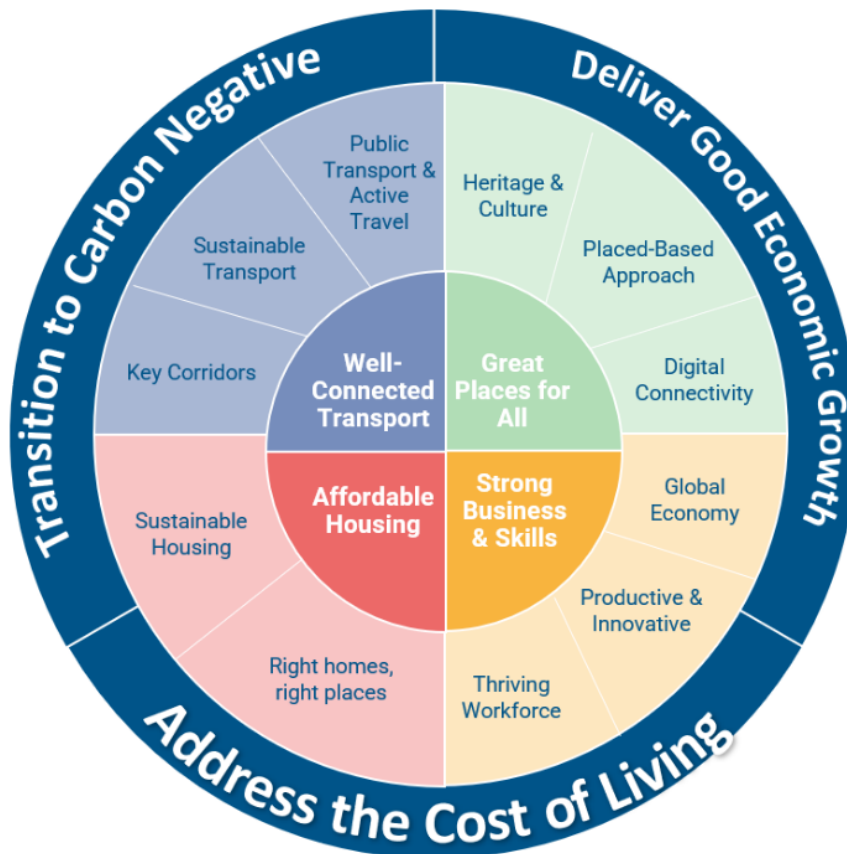 Transition to Carbon Negative
Deliver Good Economic Growth
Address the Cost of Living
Public
Transport &
Active
Travel
Sustainable
Transport
Key Corridors
Well-
Connected
Transport
Heritage &
Culture
Placed-Based
Approach
Digital
Connectivity
Great
Places for
All
Sustainable
Housing
Right homes,
right places
Affordable
Housing
Global
Economy
Productive &
Innovative
Thriving
Workforce
Strong
Business
& Skills